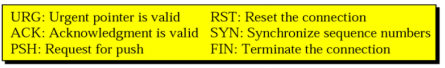 URG: Urgent pointer is valid RST: Reset the connection
ACK: Acknowledgment is valid SYN: Synchronize sequence numbers
PSH: Request for push FIN: Terminate the connection